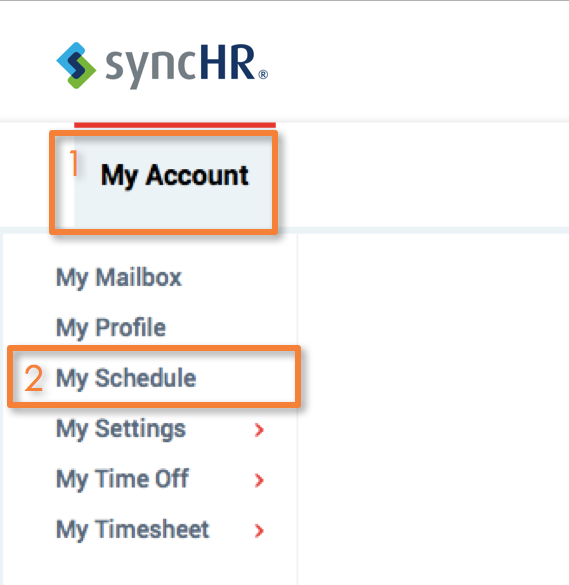 syncHR®
1
My Account
My Mailbox
My Profile
2 My Schedule
My Settings
My Time Off
My Timesheet